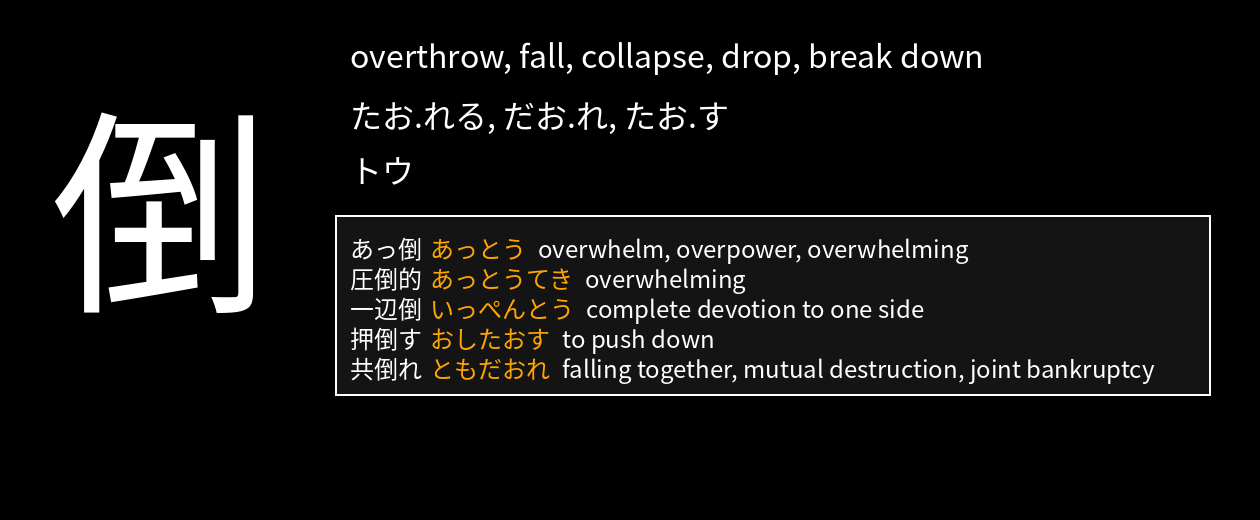 倒
overthrow, fall, collapse, drop, break down
たお.れる, だお.れ, たお.す
トウ
あっ倒 あっとう overwhelm, overpower, overwhelming
圧倒的 あっとうてき overwhelming
一辺倒 いっぺんとう complete devotion to one side
押倒す おしたおす to push down
共倒れ ともだおれ falling together, mutual destruction, joint bankruptcy